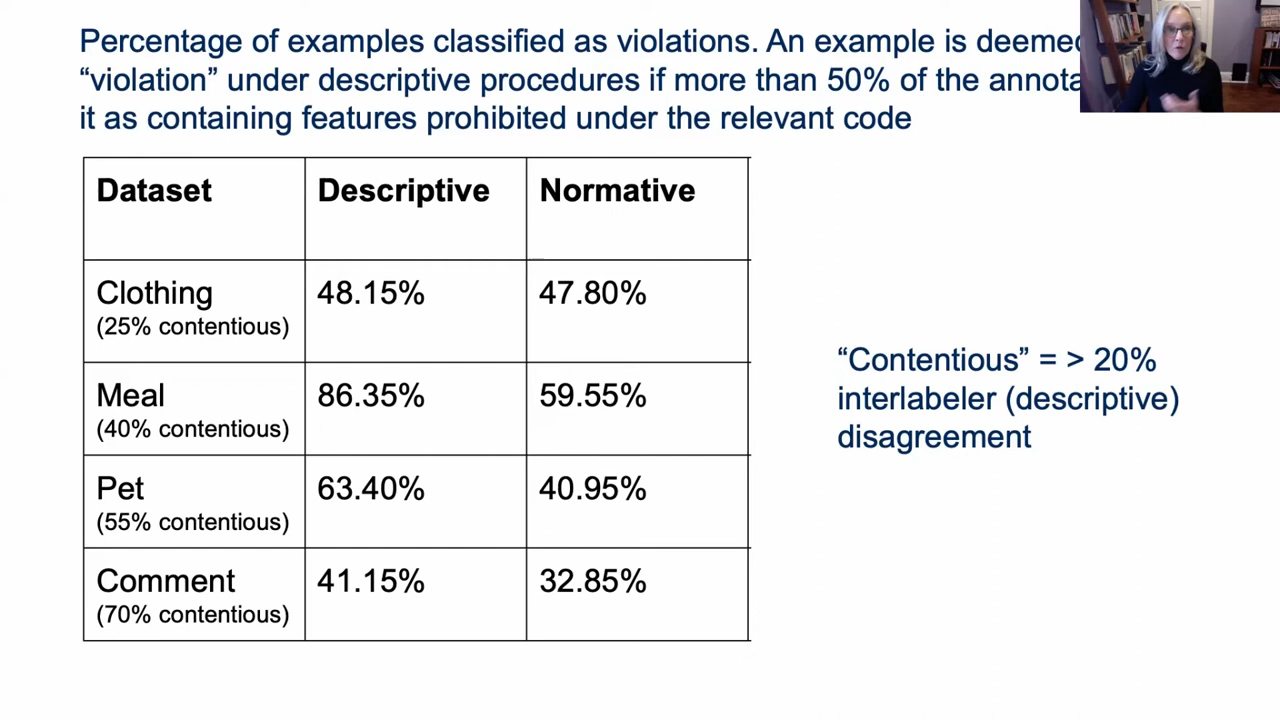 Percentage of examples classified as violations. An example is deemed
“violation” under descriptive procedures if more than 50% of the
it as containing features prohibited under the relevant code
Dataset Descriptive Normative
Clothing 48.15% 47.80%
(25% contentious)
Meal 86.35% 59.55%
(40% contentious)
Pet 63.40% 40.95%
(55% contentious)
Comment 41.15% 32.85%
(70% contentious)
“Contentious” = > 20%
interlabeler (descriptive)
disagreement